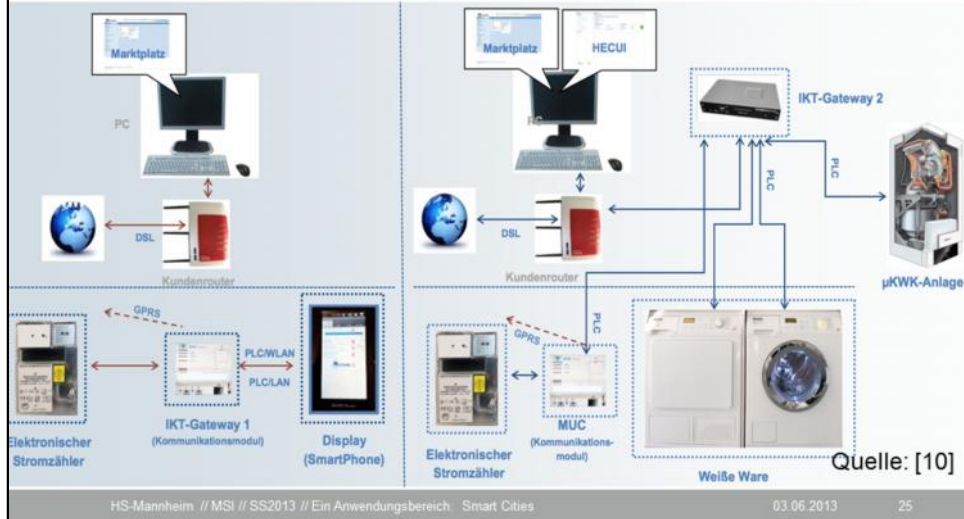 Marktplatz
PC
DSL
Kundenrouter
GPRS
PLC/WLAN
PLC/LAN
Elektronischer
Stromzähler
IKT-Gateway 1
(Kommunikationsmodul)
Display
(SmartPhone)
Marktplatz
HECUI
PC
IKT-Gateway 2
PLC
PLC
DSL
Kundenrouter
µKWK-Anlage
PLC
GPRS
MUC
(Kommunikations-
modul)
Elektronischer
Stromzähler
Weiße Ware
Quelle: [10]
HS-Mannheim // MSI // SS2013 // Ein Anwendungsbereich: Smart Cities
03.06.2013
25